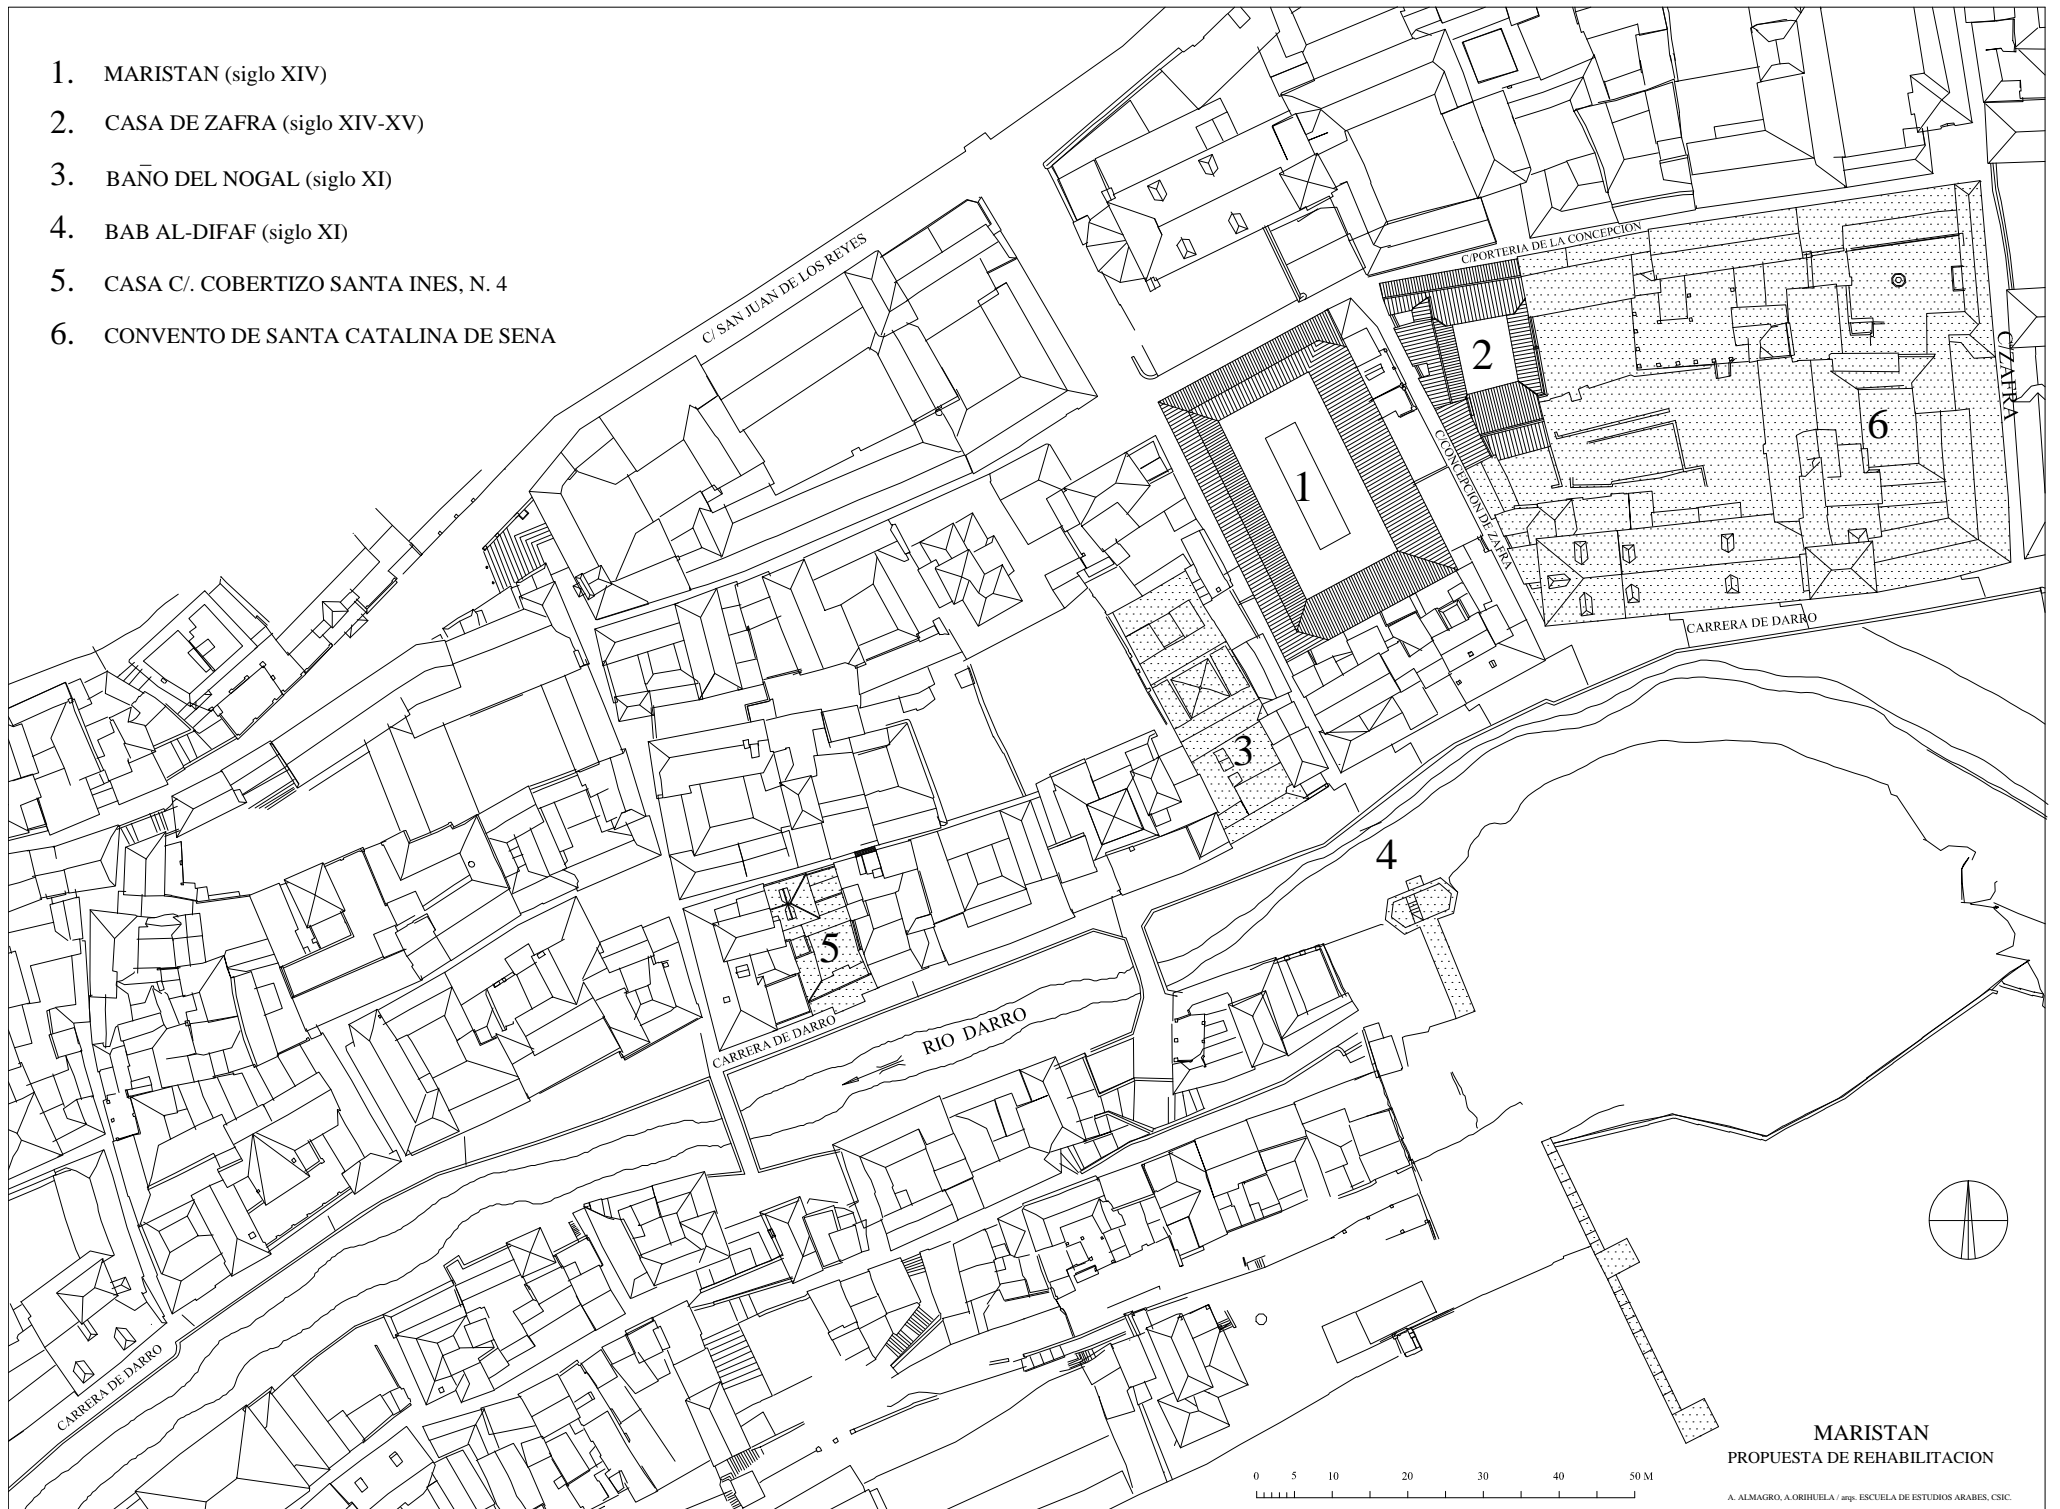 1. MARISTAN (siglo XIV)
2. CASA DE ZAFRA (siglo XIV-XV)
3. BAÑO DEL NOGAL (siglo XI)
4. BAB AL-DIFAF (siglo XI)
5. CASA C/. COBERTIZO SANTA INES, N. 4
6. CONVENTO DE SANTA CATALINA DE SENA
C/ SAN JUAN DE LOS REYES
C/PORTERIA DE LA CONCEPCION
C/ZAFRA
2
6
1
C/CONCEPCION DE ZAFRA
CARRERA DE DARRO
3
4
5
CARRERA DE DARRO
RIO DARRO
CARRERA DE DARRO
MARISTAN
PROPUESTA DE REHABILITACION
0 5 10 20 30 40 50 M
A. ALMAGRO, A.ORIHUELA / arqs. ESCUELA DE ESTUDIOS ARABES, CSIC.